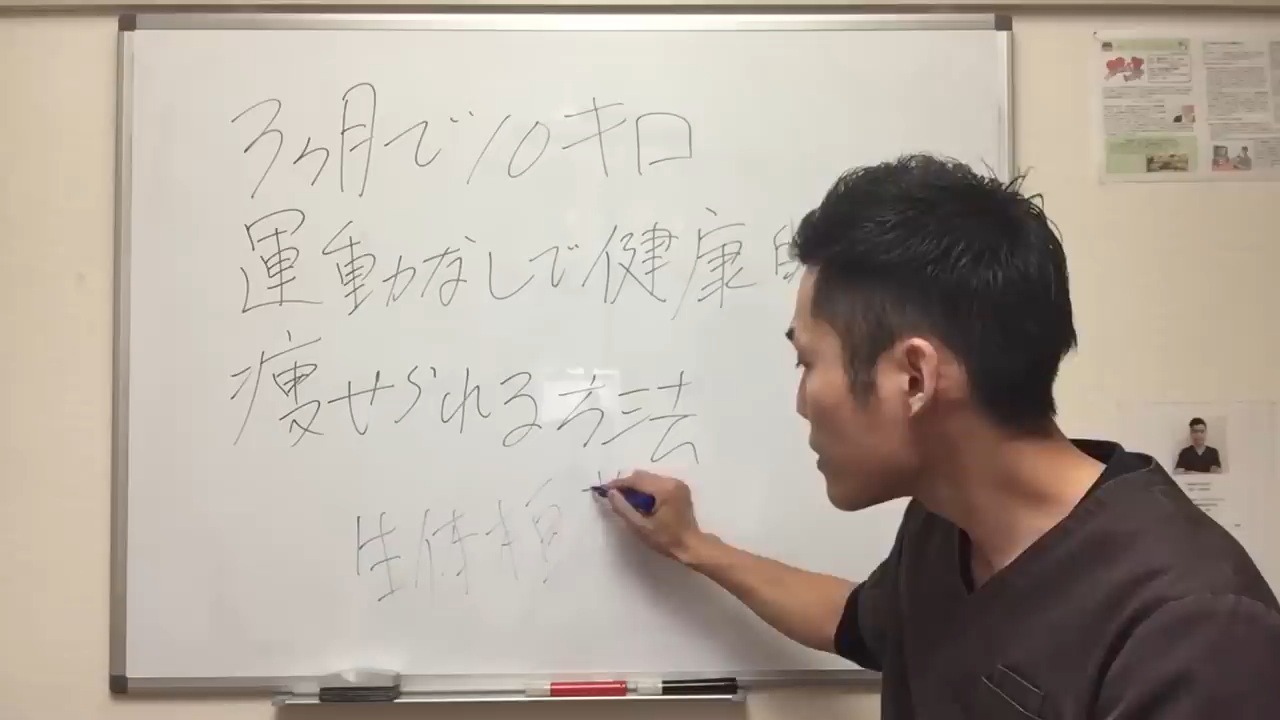 3ヶ月で10キロ
運動なしで健康的
痩せられる方法
生体